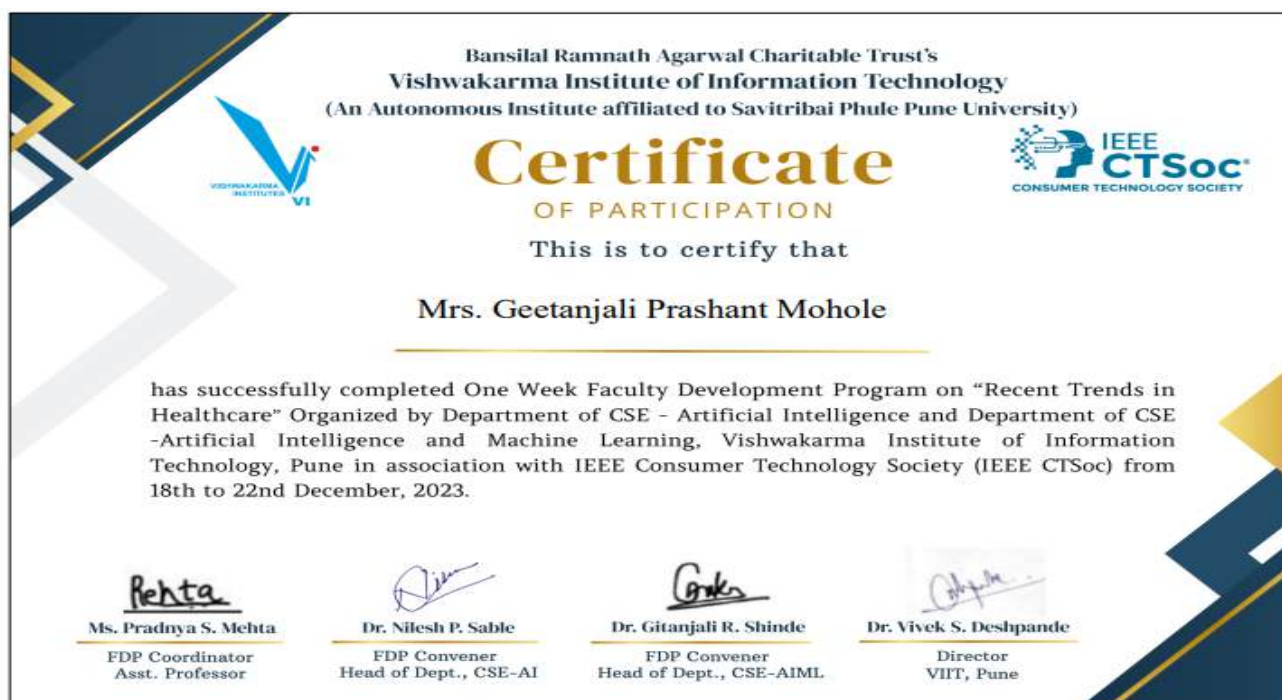 Bansilal Ramnath Agarwal Charitable Trust's
Vishwakarma Institute of Information Technology
(An Autonomous Institute affiliated to Savitribai Phule Pune University)
VISHWAKARMA
INSTITUTES
VI
Certificate
OF PARTICIPATION
IEEE
CTSoc
CONSUMER TECHNOLOGY SOCIETY
This is to certify that
Mrs. Geetanjali Prashant Mohole
has successfully completed One Week Faculty Development Program on “Recent Trends in
Healthcare” Organized by Department of CSE - Artificial Intelligence and Department of CSE
-Artificial Intelligence and Machine Learning, Vishwakarma Institute of Information
Technology, Pune in association with IEEE Consumer Technology Society (IEEE CTSoc) from
18th to 22nd December, 2023.
Ms. Pradnya S. Mehta
FDP Coordinator
Asst. Professor
Dr. Nilesh P. Sable
FDP Convener
Head of Dept., CSE-AI
Dr. Gitanjali R. Shinde
FDP Convener
Head of Dept., CSE-AIML
Dr. Vivek S. Deshpande
Director
VIIT, Pune